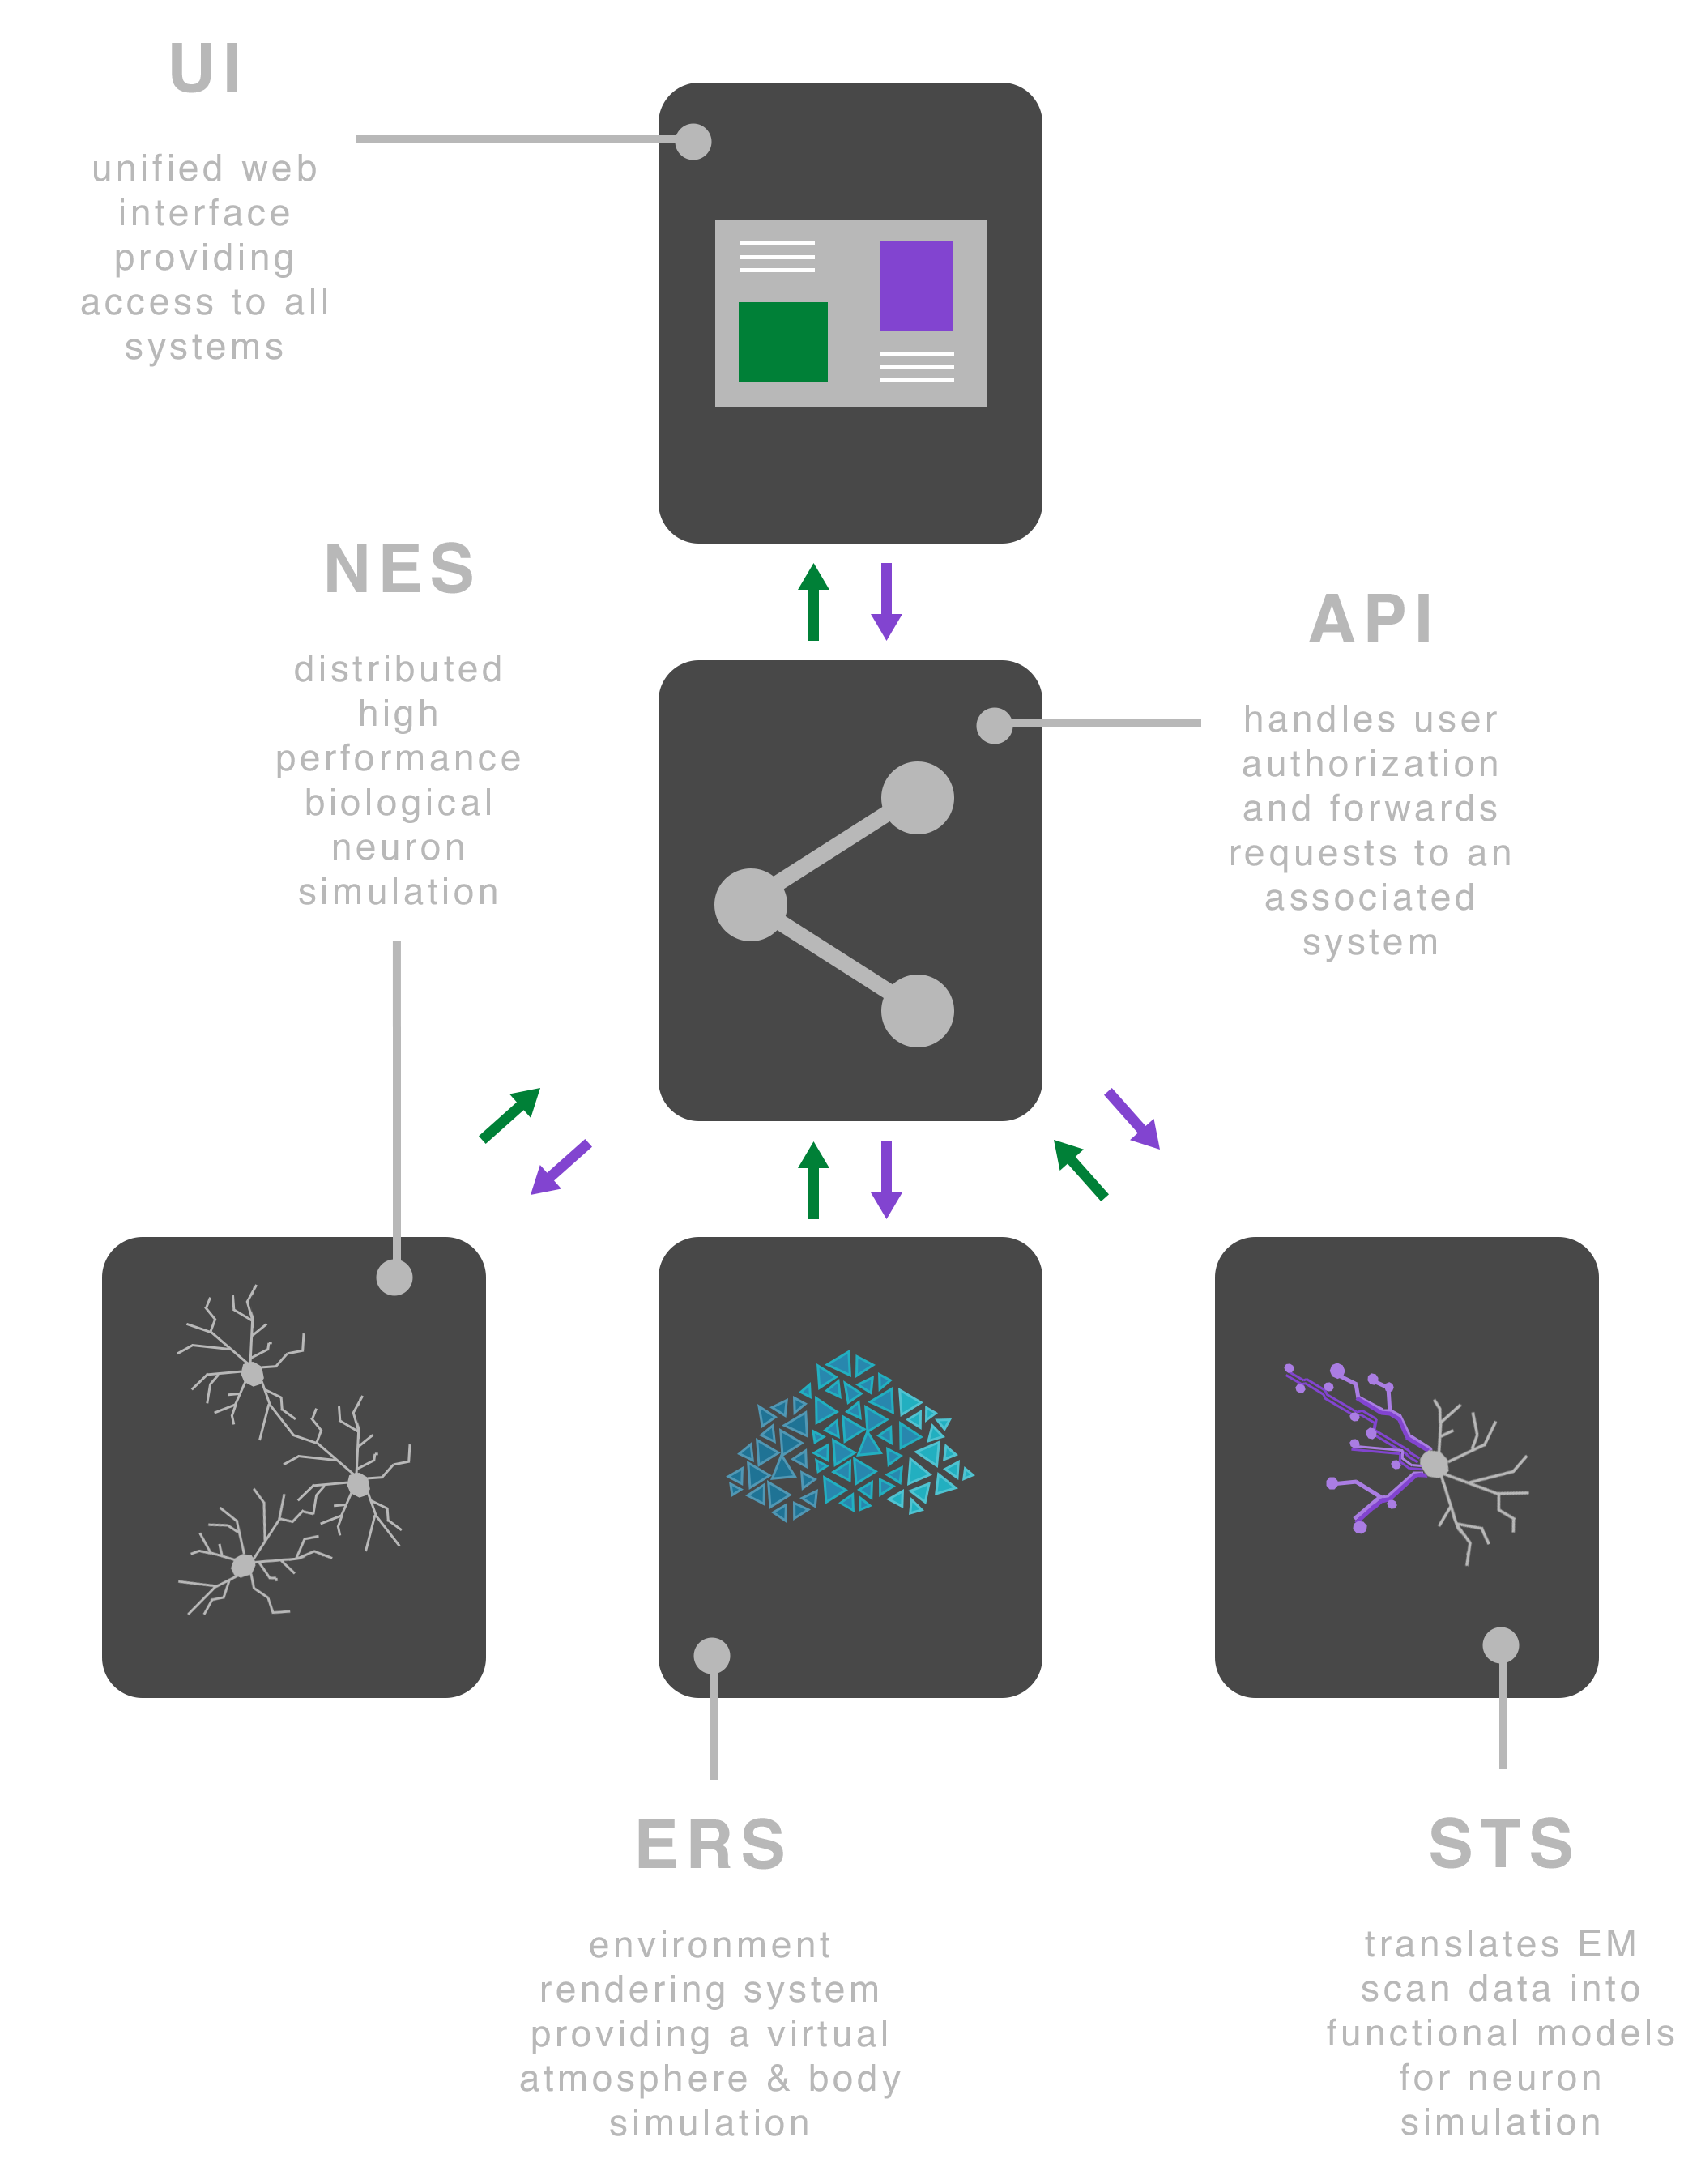 UI
unified web
interface
providing
access to all
systems
NES
distributed
high
performance
biological
neuron
simulation
API
handles user
authorization
and forwards
requests to an
associated
system
ERS
environment
rendering system
providing a virtual
atmosphere & body
simulation
STS
translates EM
scan data into
functional models
for neuron
simulation